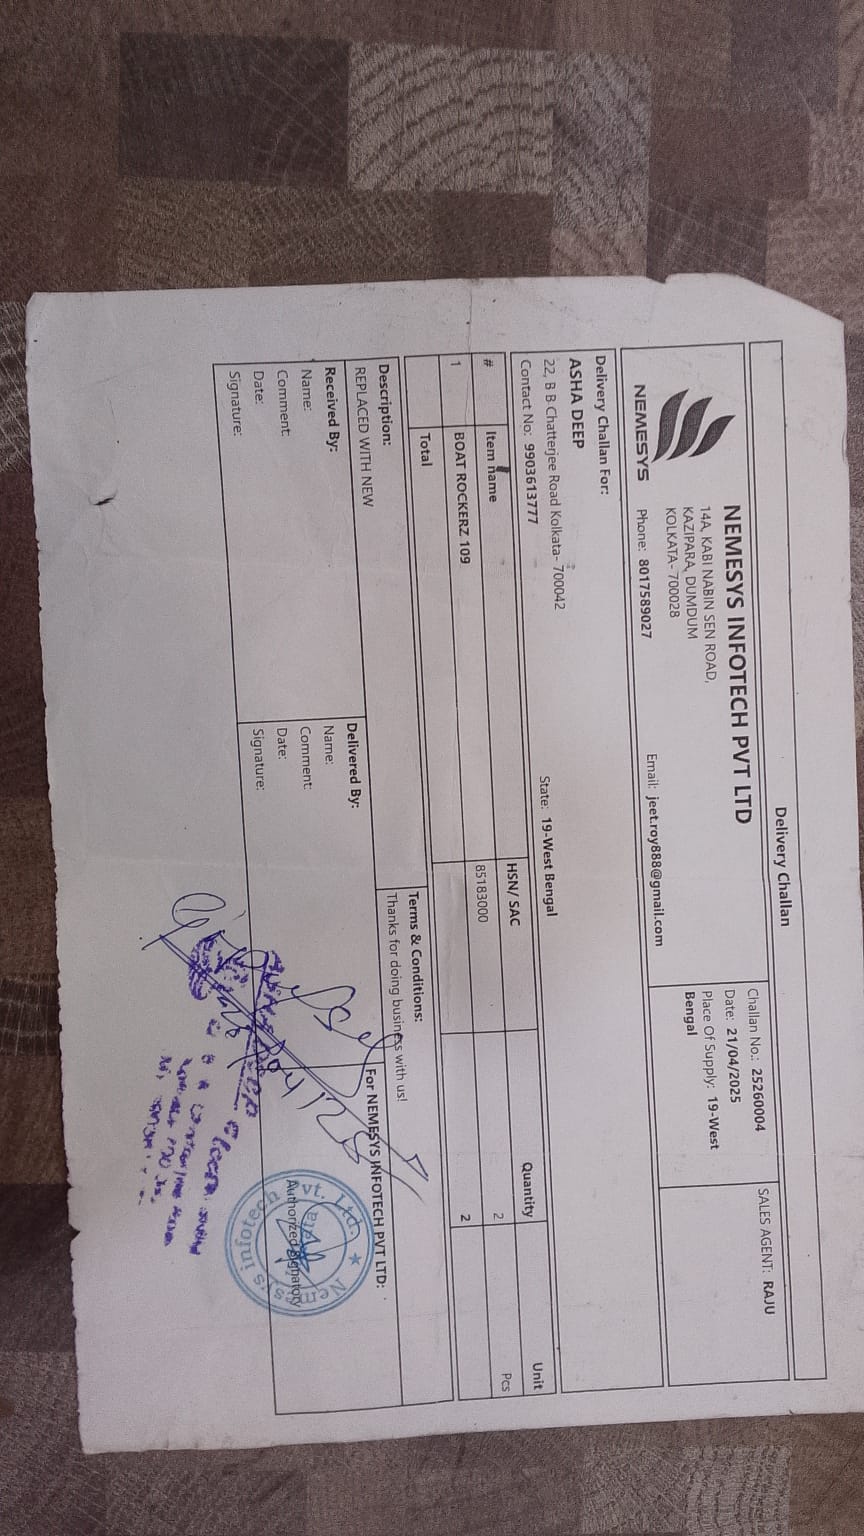 Delivery Challan
NEMESYS
NEMESYS INFOTECH PVT LTD
14A, KABI NABIN SEN ROAD,
KAZIPARA, DUMDUM
KOLKATA- 700028
Phone: 8017589027 Email: jeet.roy888@gmail.com
Challan No.: 25260004
Date: 21/04/2025
Place Of Supply: 19-West
Bengal
SALES AGENT: RAJU
Delivery Challan For:
ASHA DEEP
22, B B Chatterjee Road Kolkata- 700042
Contact No: 9903613777 State: 19-West Bengal
# Item name HSN/ SAC Quantity Unit
1 BOAT ROCKERZ 109 85183000 2 Pcs
Total 2
Description:
REPLACED WITH NEW
Terms & Conditions:
Thanks for doing business with us!
Received By:
Name:
Comment:
Date:
Signature:
Delivered By:
Name:
Comment:
Date:
Signature:
For NEMESYS INFOTECH PVT LTD:
Nemesys Infotech Pvt. Ltd.
Authorized Signatory